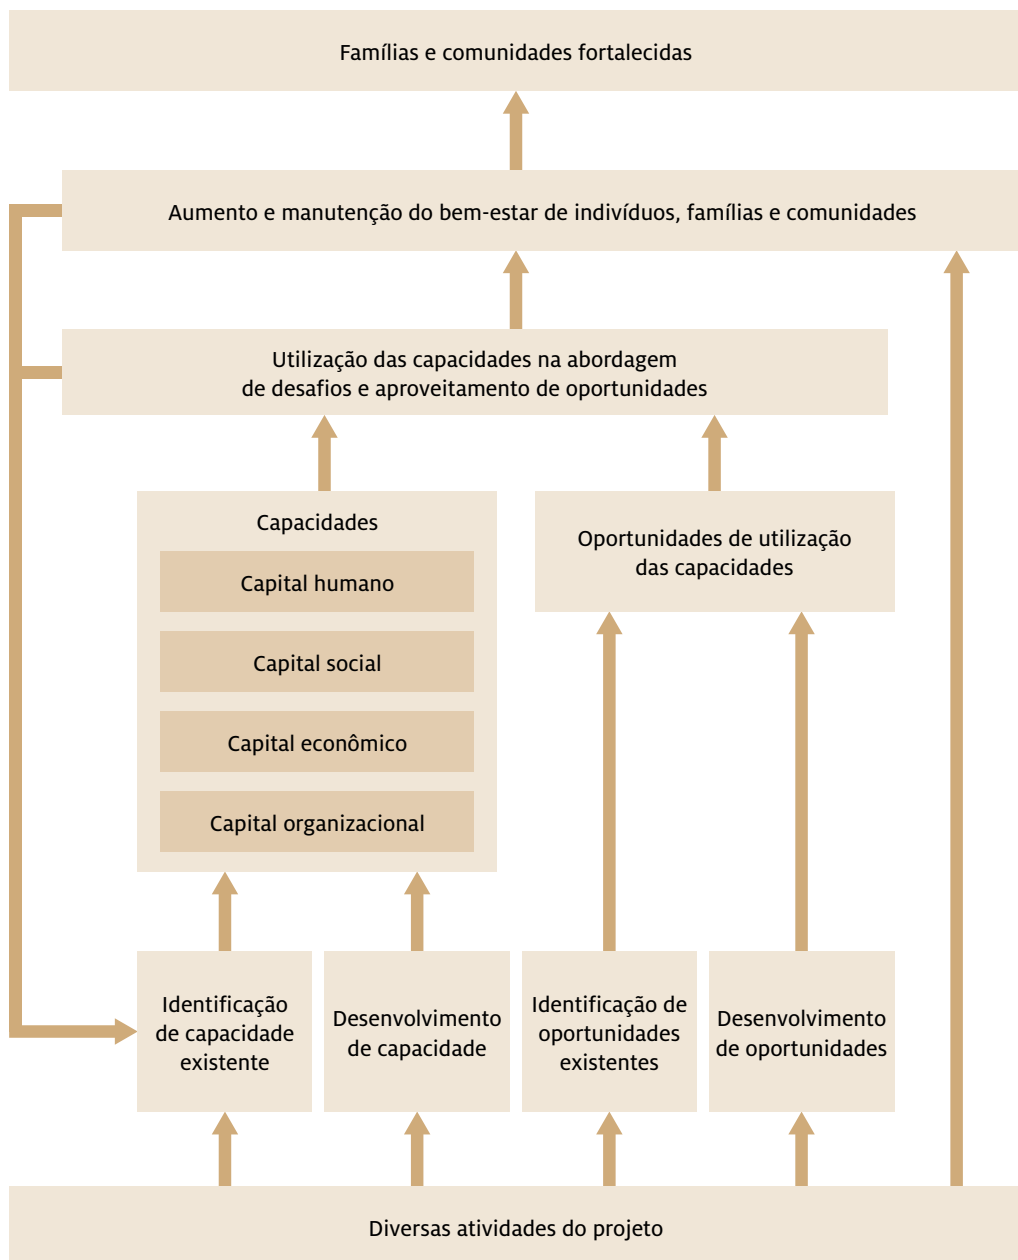 Famílias e comunidades fortalecidas
Aumento e manutenção do bem-estar de indivíduos, famílias e comunidades
Utilização das capacidades na abordagem
de desafios e aproveitamento de oportunidades
Capacidades
Capital humano
Capital social
Capital econômico
Capital organizacional
Oportunidades de utilização
das capacidades
Identificação
de capacidade
existente
Desenvolvimento
de capacidade
Identificação de
oportunidades
existentes
Desenvolvimento
de oportunidades
Diversas atividades do projeto